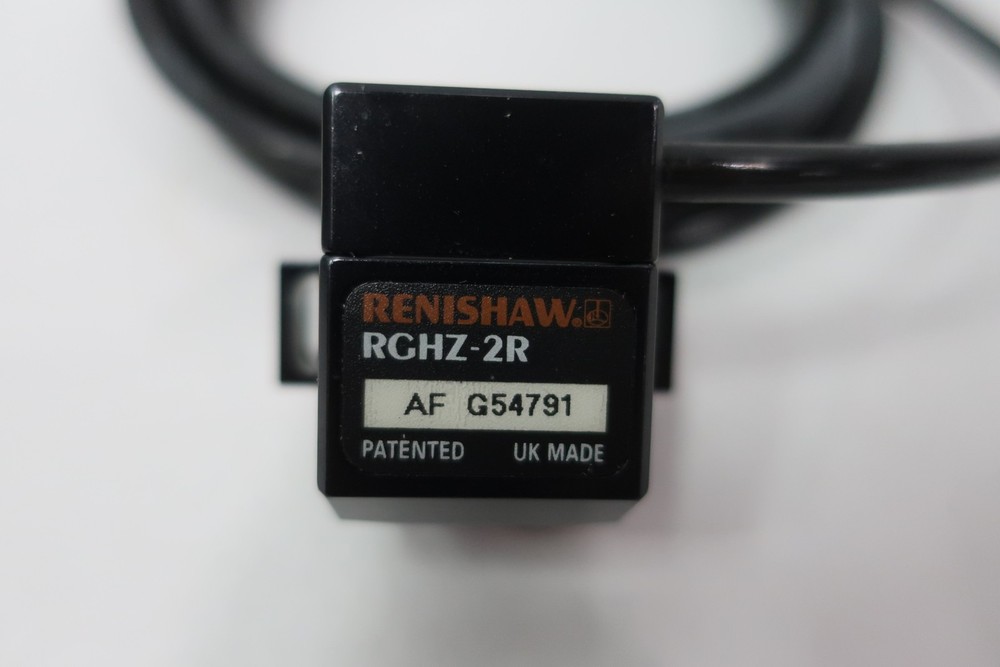 RENISHAW®
RGHZ-2R
AF G54791
PATENTED UK MADE